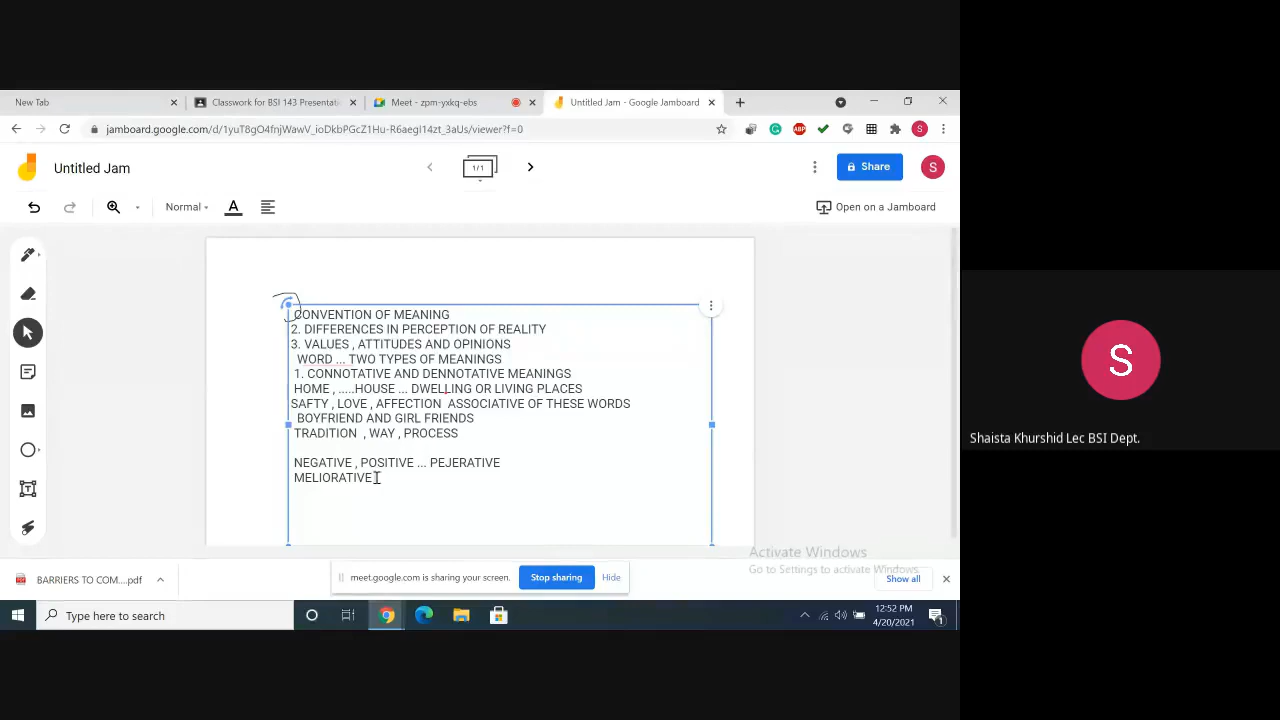 New Tab
Classwork for BSI 143 Presentati
Meet - zpm-yxkq-ebs
Untitled Jam - Google Jamboard
jamboard.google.com/d/1yuT8gO4fnjWawV_ioDkbPGcZ1Hu-R6aegI14zt_3aUs/viewer?f=0
S
Untitled Jam
1/1
Share
S
Normal
A
Open on a Jamboard
CONVENTION OF MEANING
2. DIFFERENCES IN PERCEPTION OF REALITY
3. VALUES , ATTITUDES AND OPINIONS
WORD ... TWO TYPES OF MEANINGS
1. CONNOTATIVE AND DENNOTATIVE MEANINGS
HOME , .....HOUSE ... DWELLING OR LIVING PLACES
SAFTY , LOVE , AFFECTION ASSOCIATIVE OF THESE WORDS
BOYFRIEND AND GIRL FRIENDS
TRADITION , WAY , PROCESS
NEGATIVE , POSITIVE ... PEJERATIVE
MELIORATIVE
S
Shaista Khurshid Lec BSI Dept.
Activate Windows
Go to Settings to activate Windows.
BARRIERS TO COM....pdf
meet.google.com is sharing your screen.
Stop sharing
Hide
Show all
Type here to search
12:52 PM
4/20/2021